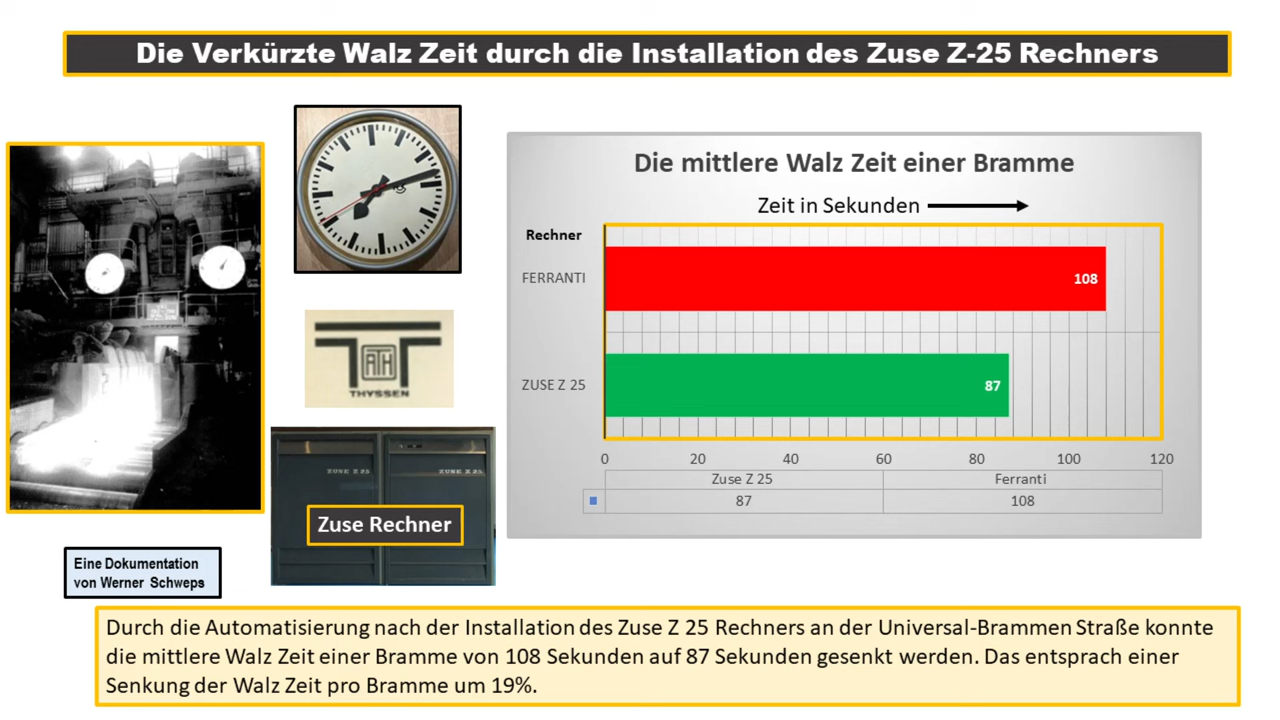 Die Verkürzte Walz Zeit durch die Installation des Zuse Z-25 Rechners
ATH
THYSSEN
ZUSE Z 25
ZUSE Z 25
Zuse Rechner
Eine Dokumentation
von Werner Schweps
Die mittlere Walz Zeit einer Bramme
Zeit in Sekunden
Rechner
FERRANTI
108
ZUSE Z 25
87
0 20 40 60 80 100 120
Zuse Z 25 Ferranti
87 108
Durch die Automatisierung nach der Installation des Zuse Z 25 Rechners an der Universal-Brammen Straße konnte
die mittlere Walz Zeit einer Bramme von 108 Sekunden auf 87 Sekunden gesenkt werden. Das entsprach einer
Senkung der Walz Zeit pro Bramme um 19%.